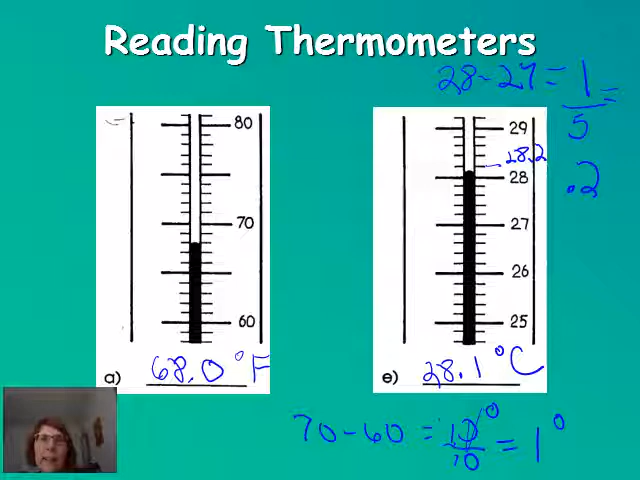 Reading Thermometers
28 - 27 = 1/5 =
.2
80
70
60
68.0 °F
a)
29
28.2
28
27
26
25
28.1 °C
e)
70 - 60 = 10°/10 = 1°